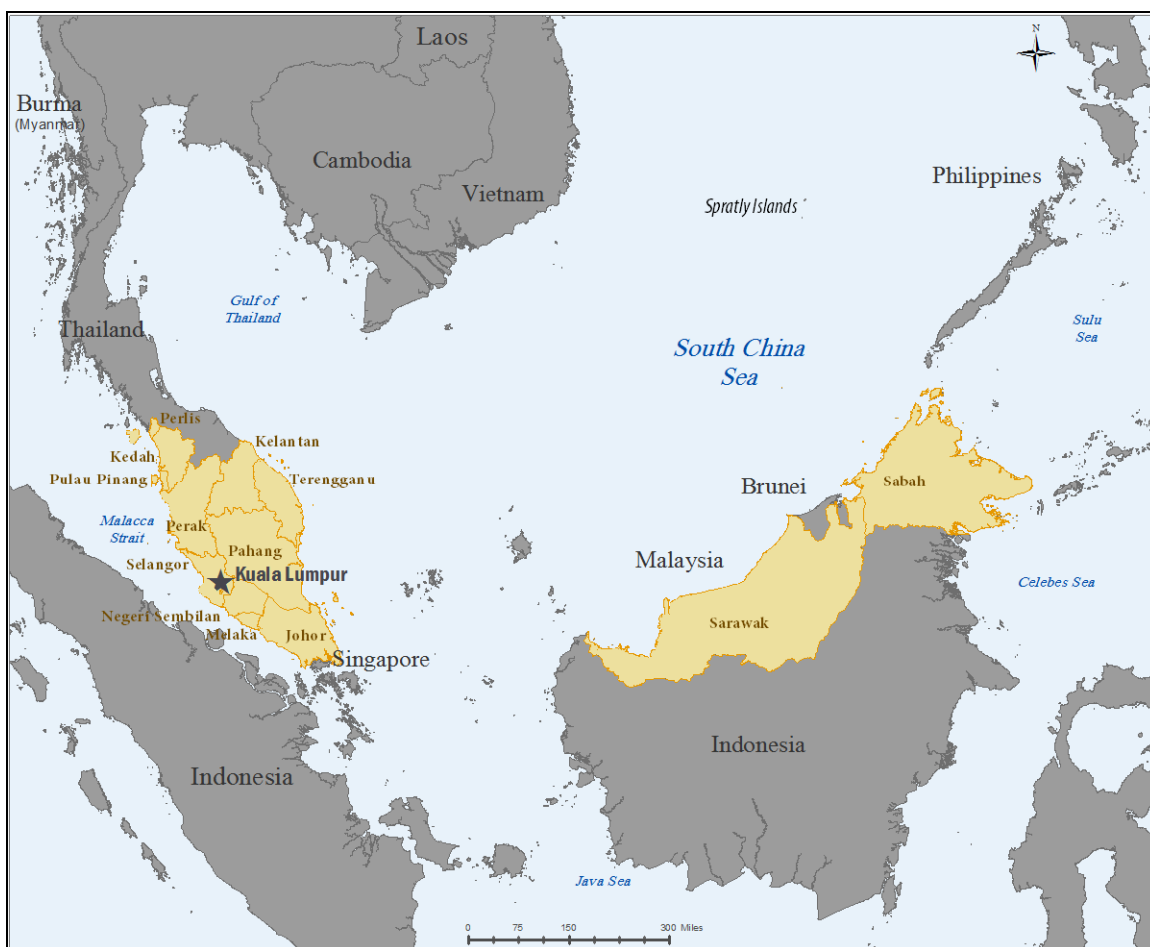 Laos
N
Burma
(Myanmar)
Cambodia
Philippines
Vietnam
Spratly Islands
Gulf of
Thailand
Thailand
Sulu
Sea
South China
Sea
Perlis
Kelantan
Kedah
Pulau Pinang
Terengganu
Sabah
Brunei
Malacca
Strait
Perak
Pahang
Malaysia
Selangor
Kuala Lumpur
Celebes Sea
Negeri Sembilan
Melaka
Johor
Sarawak
Singapore
Indonesia
Indonesia
Java Sea
0 75 150 300 Miles